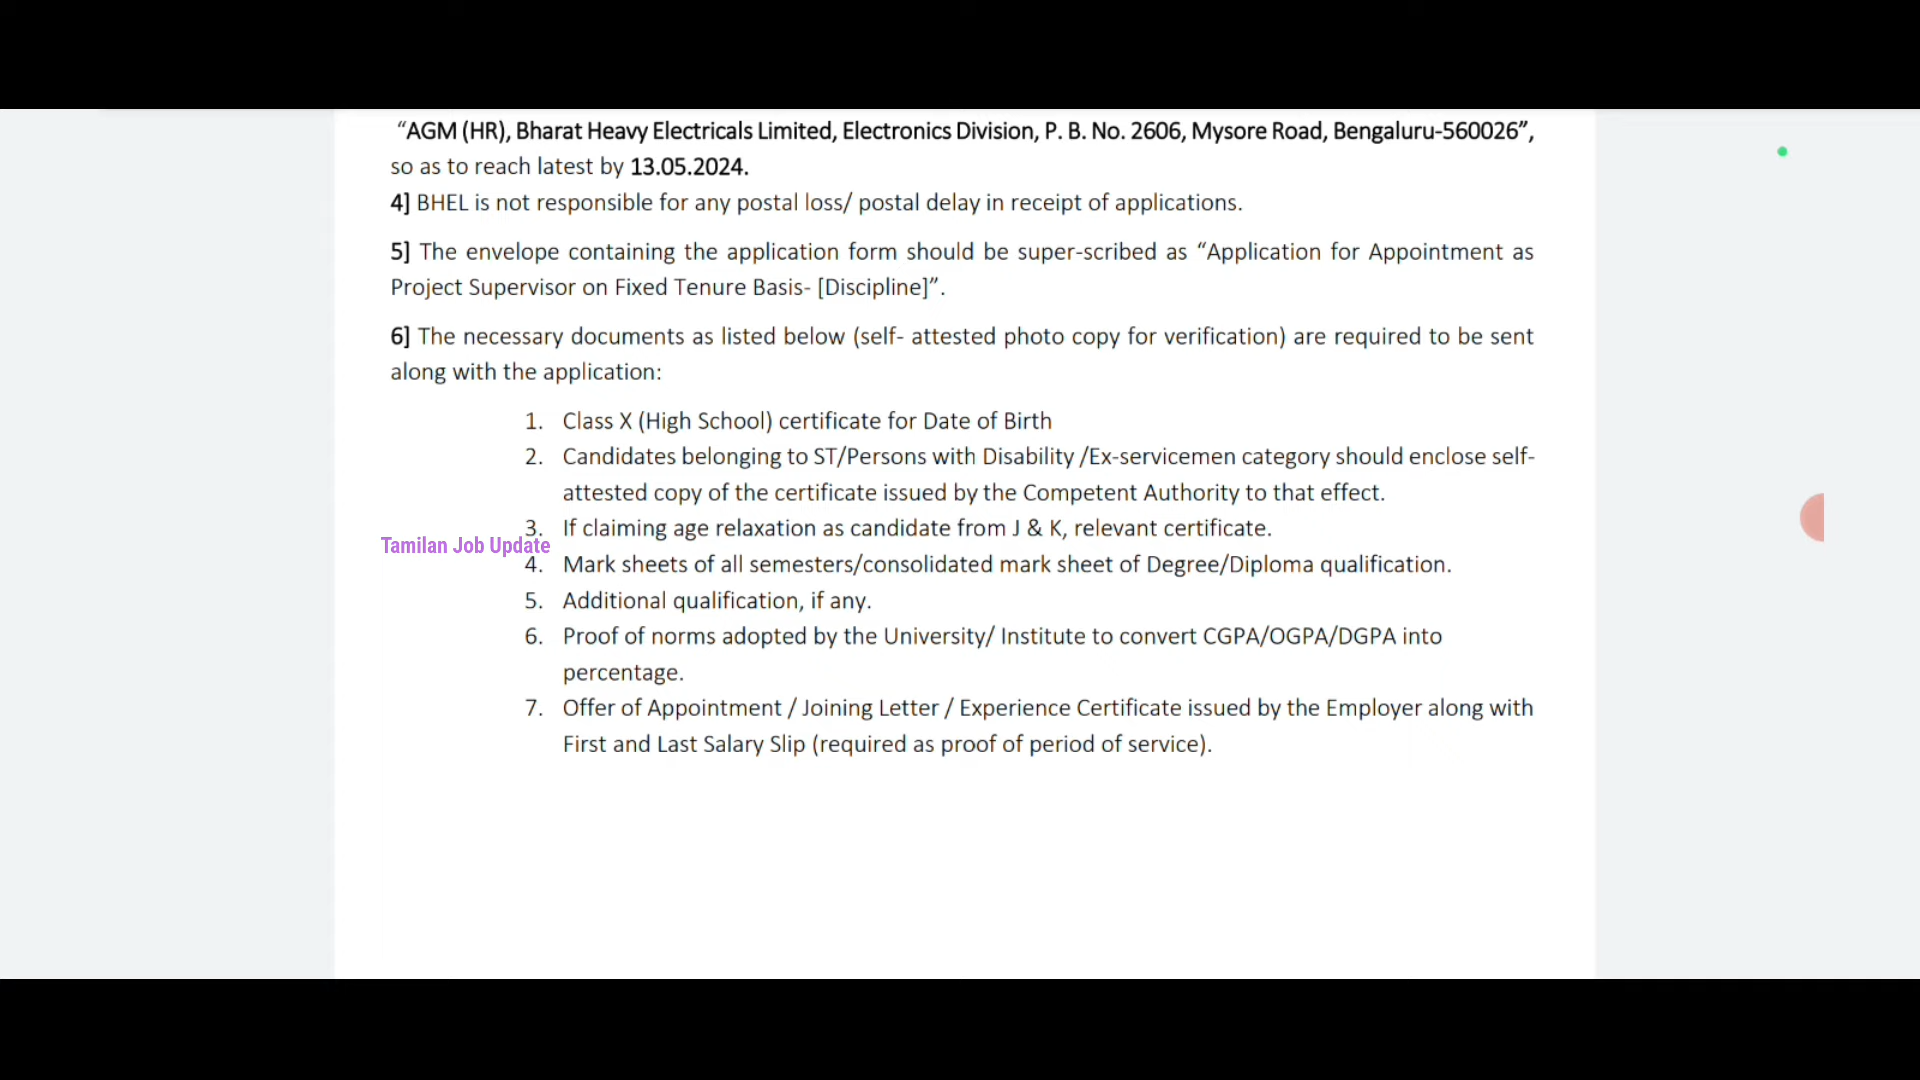 “AGM (HR), Bharat Heavy Electricals Limited, Electronics Division, P. B. No. 2606, Mysore Road, Bengaluru-560026”,
so as to reach latest by 13.05.2024.
4] BHEL is not responsible for any postal loss/ postal delay in receipt of applications.
5] The envelope containing the application form should be super-scribed as “Application for Appointment as
Project Supervisor on Fixed Tenure Basis- [Discipline]”.
6] The necessary documents as listed below (self- attested photo copy for verification) are required to be sent
along with the application:
1. Class X (High School) certificate for Date of Birth
2. Candidates belonging to ST/Persons with Disability /Ex-servicemen category should enclose self-
attested copy of the certificate issued by the Competent Authority to that effect.
3. If claiming age relaxation as candidate from J & K, relevant certificate.
Tamilan Job Update
4. Mark sheets of all semesters/consolidated mark sheet of Degree/Diploma qualification.
5. Additional qualification, if any.
6. Proof of norms adopted by the University/ Institute to convert CGPA/OGPA/DGPA into
percentage.
7. Offer of Appointment / Joining Letter / Experience Certificate issued by the Employer along with
First and Last Salary Slip (required as proof of period of service).